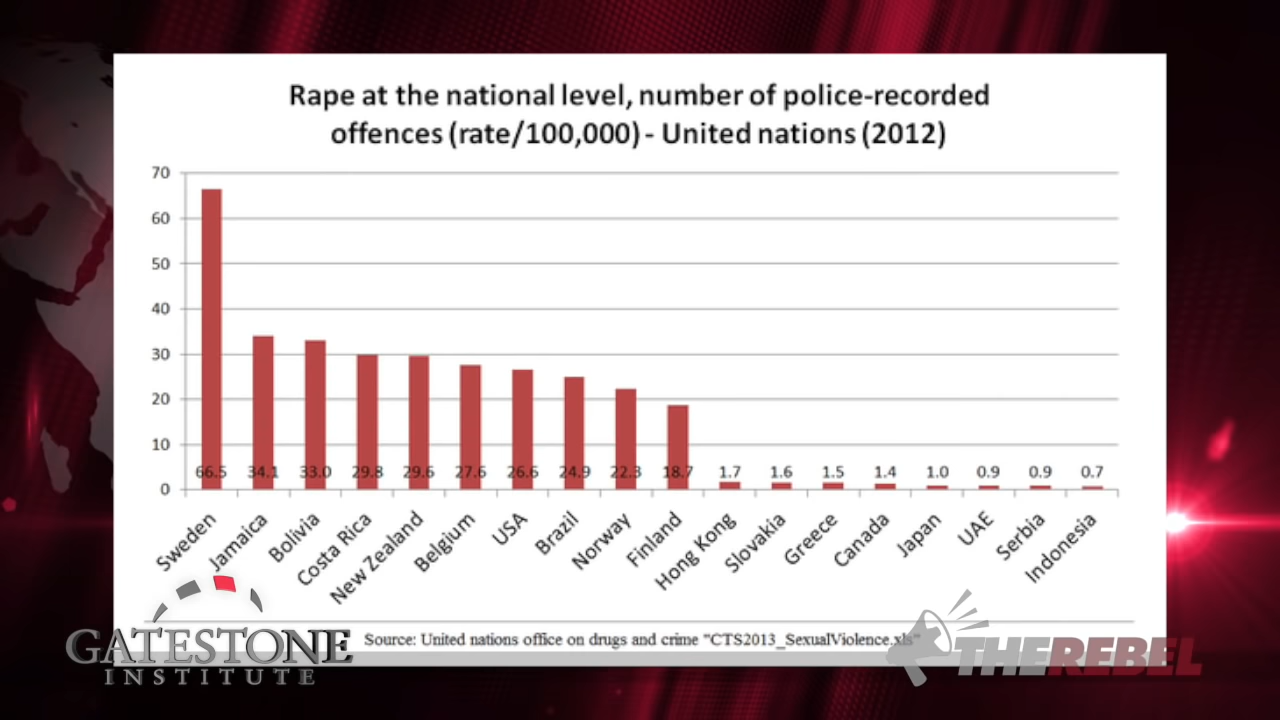 Rape at the national level, number of police-recorded
offences (rate/100,000) - United nations (2012)
70
60
50
40
30
20
10
0
66.5 34.1 33.0 29.8 29.6 27.6 26.6 24.9 22.3 18.7 1.7 1.6 1.5 1.4 1.0 0.9 0.9 0.7
Sweden Jamaica Bolivia Costa Rica New Zealand Belgium USA Brazil Norway Finland Hong Kong Slovakia Greece Canada Japan UAE Serbia Indonesia
Source: United nations office on drugs and crime "CTS2013_SexualViolence.xls"
GATESTONE
INSTITUTE
THEREBEL